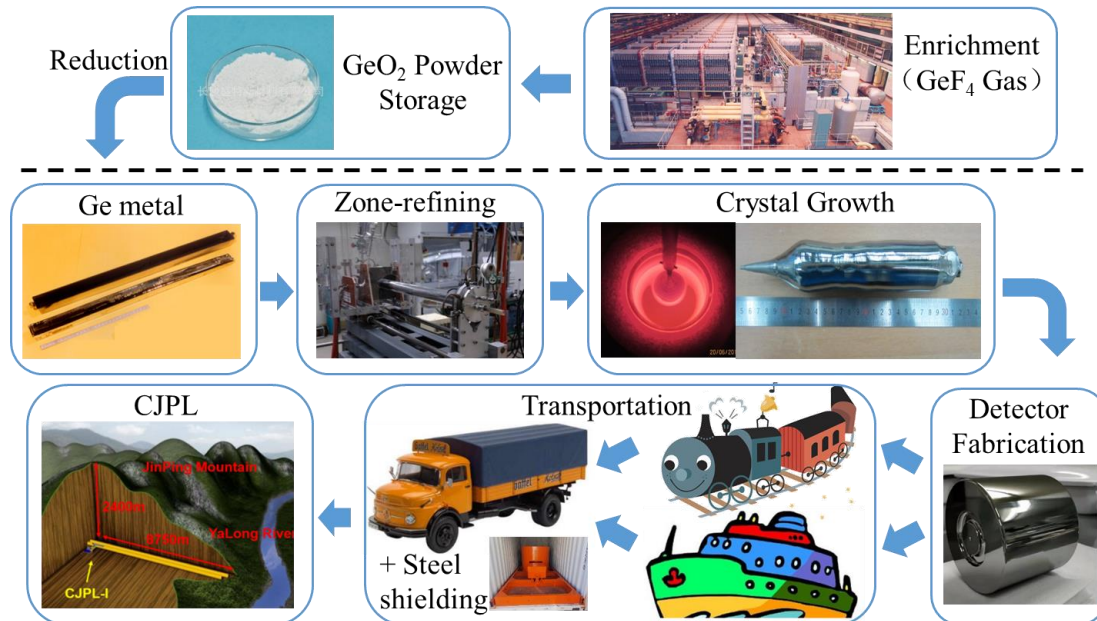 Reduction
GeO₂ Powder
Storage
Enrichment
（GeF₄ Gas）
Ge metal
Zone-refining
Crystal Growth
CJPL
JinPing Mountain
2400m
YaLong River
CJPL-I
Transportation
+ Steel
shielding
Detector
Fabrication